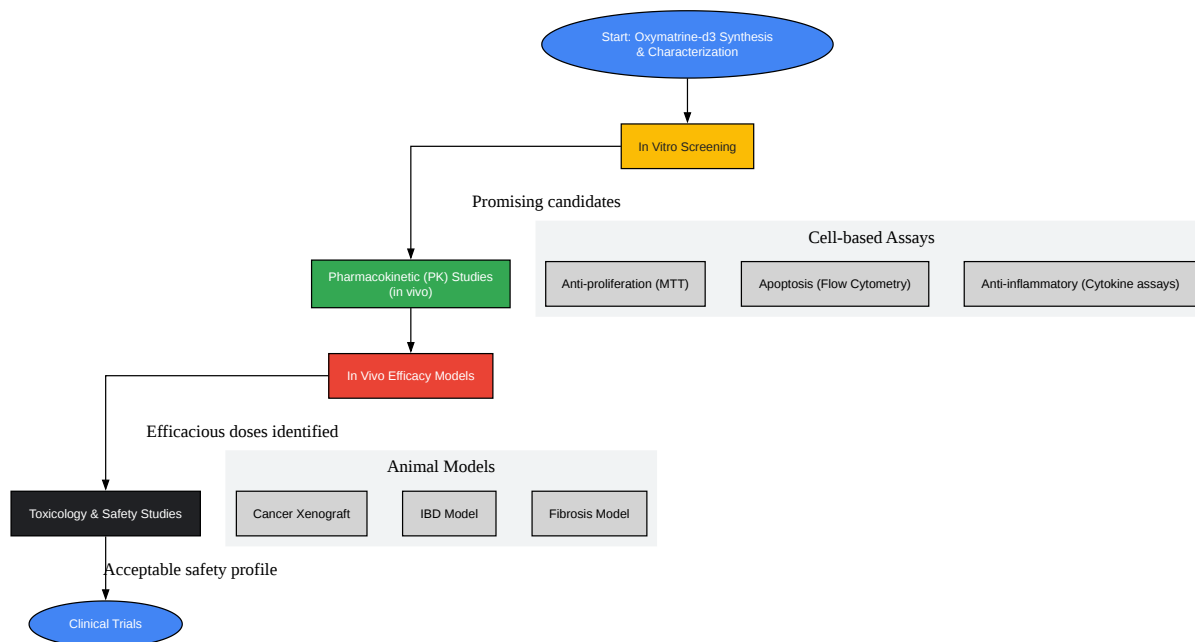 Start: Oxymatrine-d3 Synthesis
& Characterization
In Vitro Screening
Promising candidates
Cell-based Assays
Pharmacokinetic (PK) Studies
(in vivo)
Anti-proliferation (MTT)
Apoptosis (Flow Cytometry)
Anti-inflammatory (Cytokine assays)
In Vivo Efficacy Models
Efficacious doses identified
Animal Models
Toxicology & Safety Studies
Cancer Xenograft
IBD Model
Fibrosis Model
Acceptable safety profile
Clinical Trials